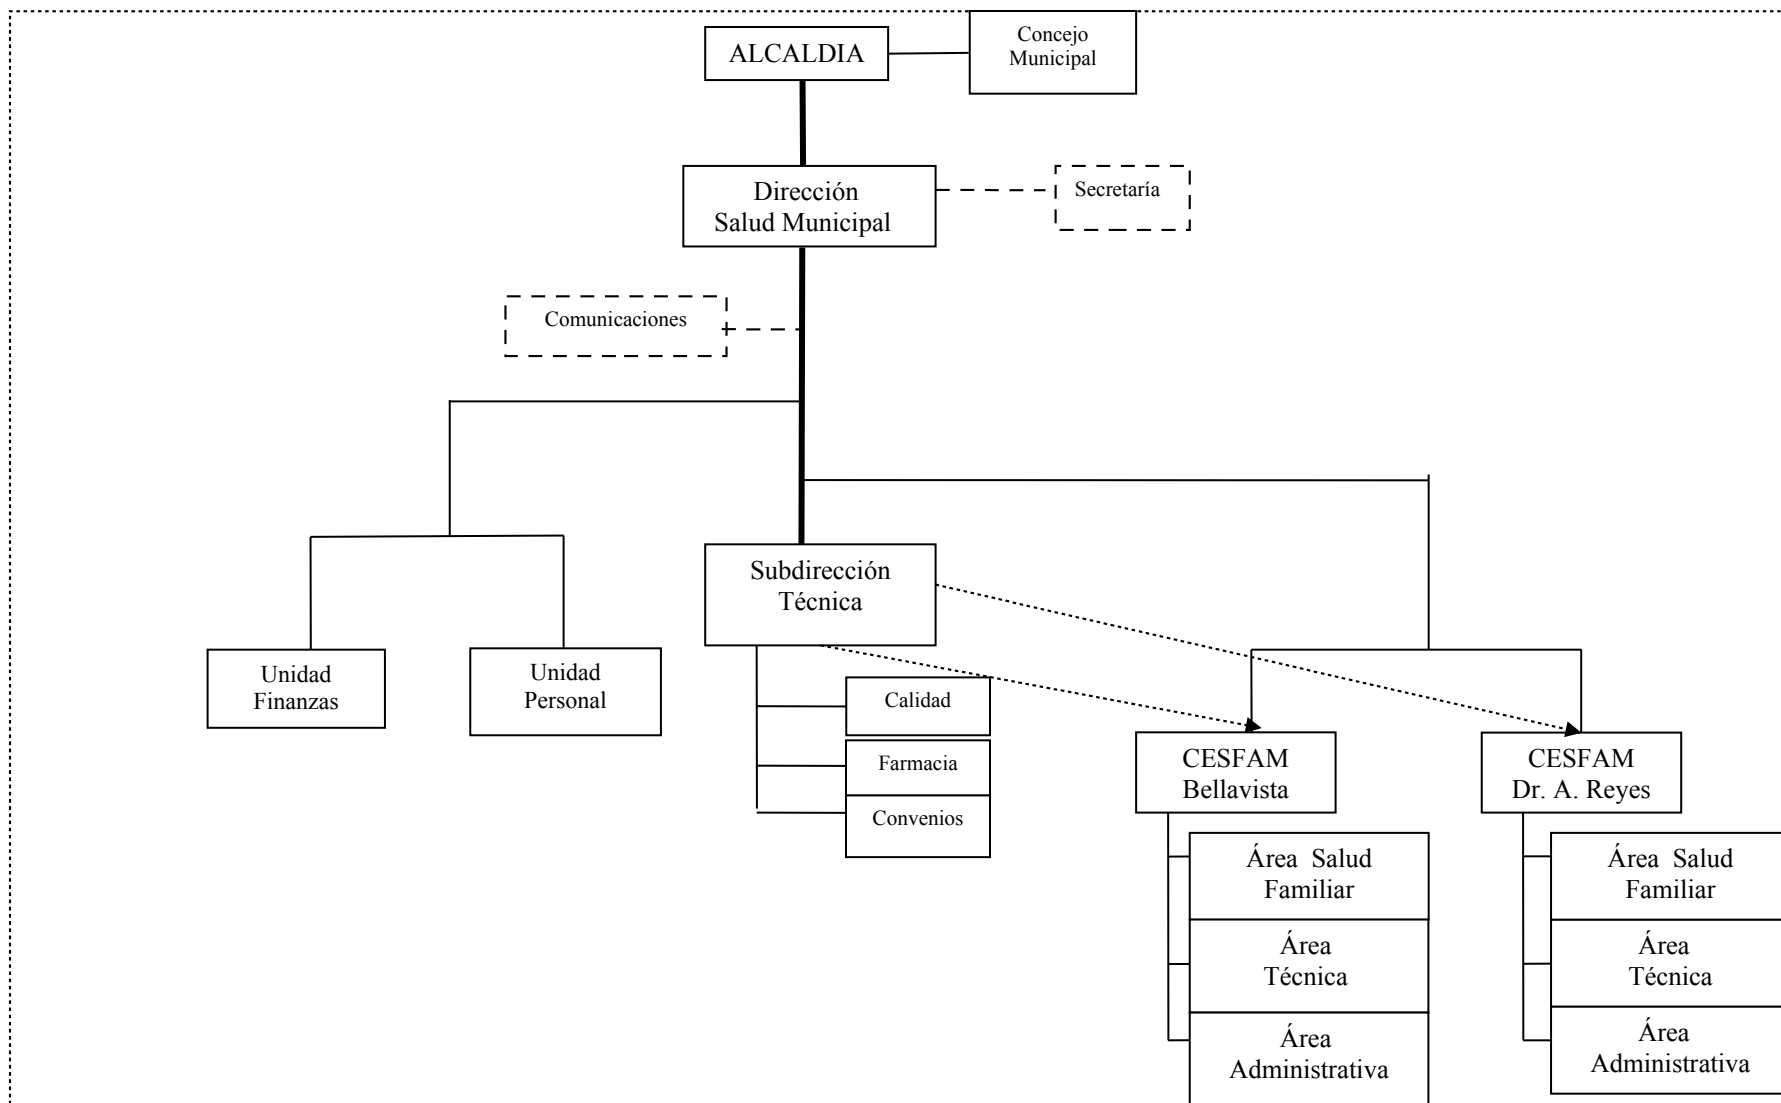 ALCALDIA
Concejo
Municipal
Dirección
Salud Municipal
Secretaría
Comunicaciones
Subdirección
Técnica
Unidad
Finanzas
Unidad
Personal
Calidad
Farmacia
Convenios
CESFAM
Bellavista
Área Salud
Familiar
Área
Técnica
Área
Administrativa
CESFAM
Dr. A. Reyes
Área Salud
Familiar
Área
Técnica
Área
Administrativa